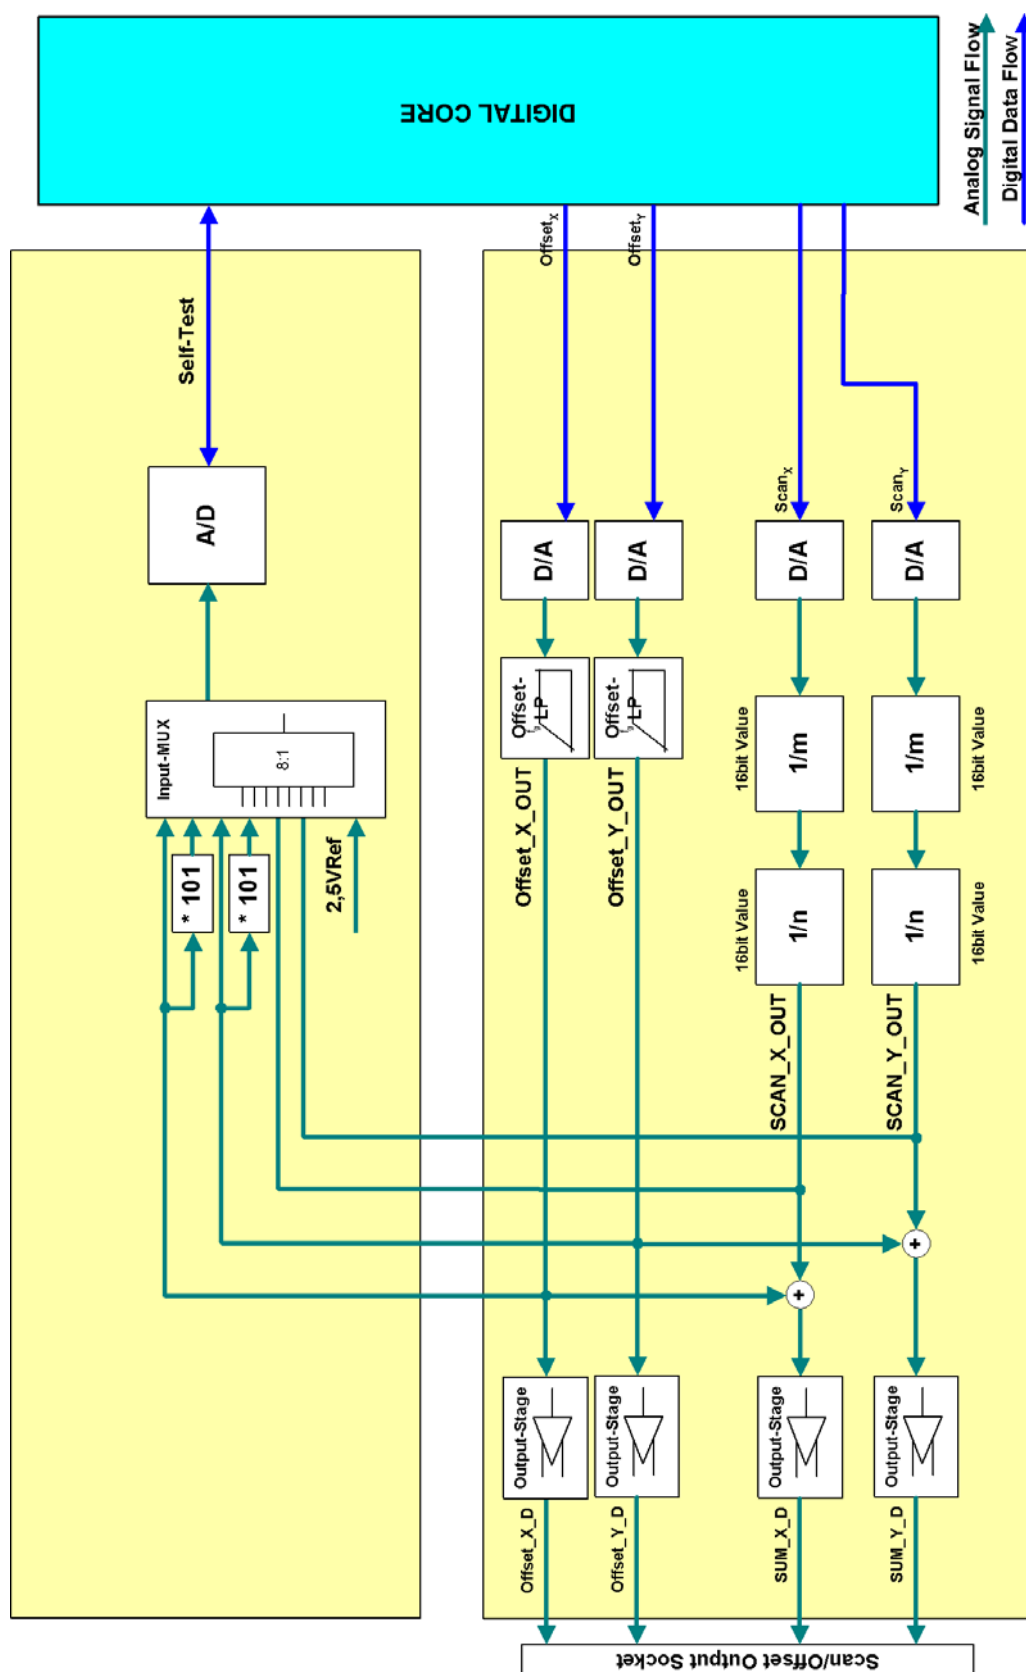 DIGITAL CORE
Analog Signal Flow
Digital Data Flow
Self-Test
A/D
Input-MUX
8:1
* 101
* 101
2,5VRef
OffsetX
OffsetY
ScanX
ScanY
D/A
D/A
D/A
D/A
Offset-
LP
Offset-
LP
Offset_X_OUT
Offset_Y_OUT
16bit Value
1/m
1/m
16bit Value
16bit Value
1/n
1/n
16bit Value
SCAN_X_OUT
SCAN_Y_OUT
+
+
Output-Stage
Output-Stage
Output-Stage
Output-Stage
Offset_X_D
Offset_Y_D
SUM_X_D
SUM_Y_D
Scan/Offset Output Socket